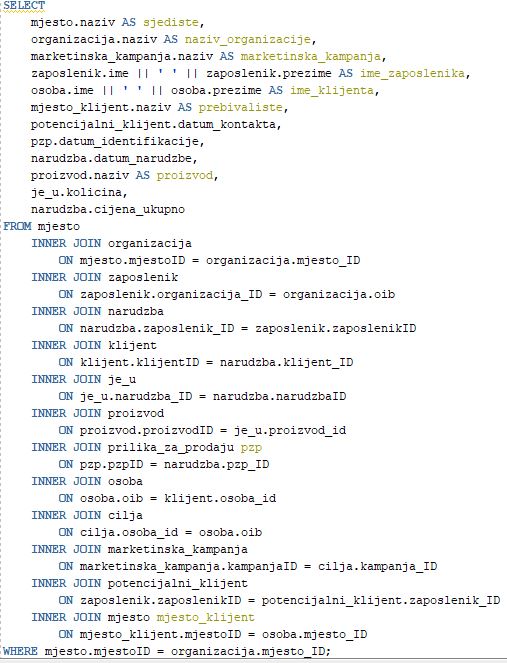 SELECT
mjesto.naziv AS sjediste,
organizacija.naziv AS naziv_organizacije,
marketinska_kampanja.naziv AS marketinska_kampanja,
zaposlenik.ime || ' ' || zaposlenik.prezime AS ime_zaposlenika,
osoba.ime || ' ' || osoba.prezime AS ime_klijenta,
mjesto_klijent.naziv AS prebivaliste,
potencijalni_klijent.datum_kontakta,
pzp.datum_identifikacije,
narudzba.datum_narudzbe,
proizvod.naziv AS proizvod,
je_u.kolicina,
narudzba.cijena_ukupno
FROM mjesto
INNER JOIN organizacija
ON mjesto.mjestoID = organizacija.mjesto_ID
INNER JOIN zaposlenik
ON zaposlenik.organizacija_ID = organizacija.oib
INNER JOIN narudzba
ON narudzba.zaposlenik_ID = zaposlenik.zaposlenikID
INNER JOIN klijent
ON klijent.klijentID = narudzba.klijent_ID
INNER JOIN je_u
ON je_u.narudzba_ID = narudzba.narudzbaID
INNER JOIN proizvod
ON proizvod.proizvodID = je_u.proizvod_id
INNER JOIN prilika_za_prodaju pzp
ON pzp.pzpID = narudzba.pzp_ID
INNER JOIN osoba
ON osoba.oib = klijent.osoba_id
INNER JOIN cilja
ON cilja.osoba_id = osoba.oib
INNER JOIN marketinska_kampanja
ON marketinska_kampanja.kampanjaID = cilja.kampanja_ID
INNER JOIN potencijalni_klijent
ON zaposlenik.zaposlenikID = potencijalni_klijent.zaposlenik_ID
INNER JOIN mjesto mjesto_klijent
ON mjesto_klijent.mjestoID = osoba.mjesto_ID
WHERE mjesto.mjestoID = organizacija.mjesto_ID;